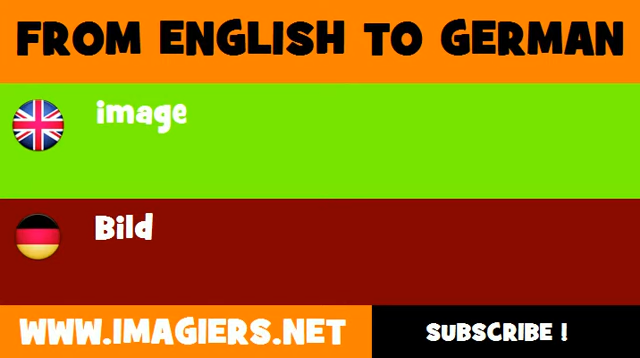 FROM ENGLISH TO GERMAN
image
Bild
WWW.IMAGIERS.NET
SUBSCRIBE !